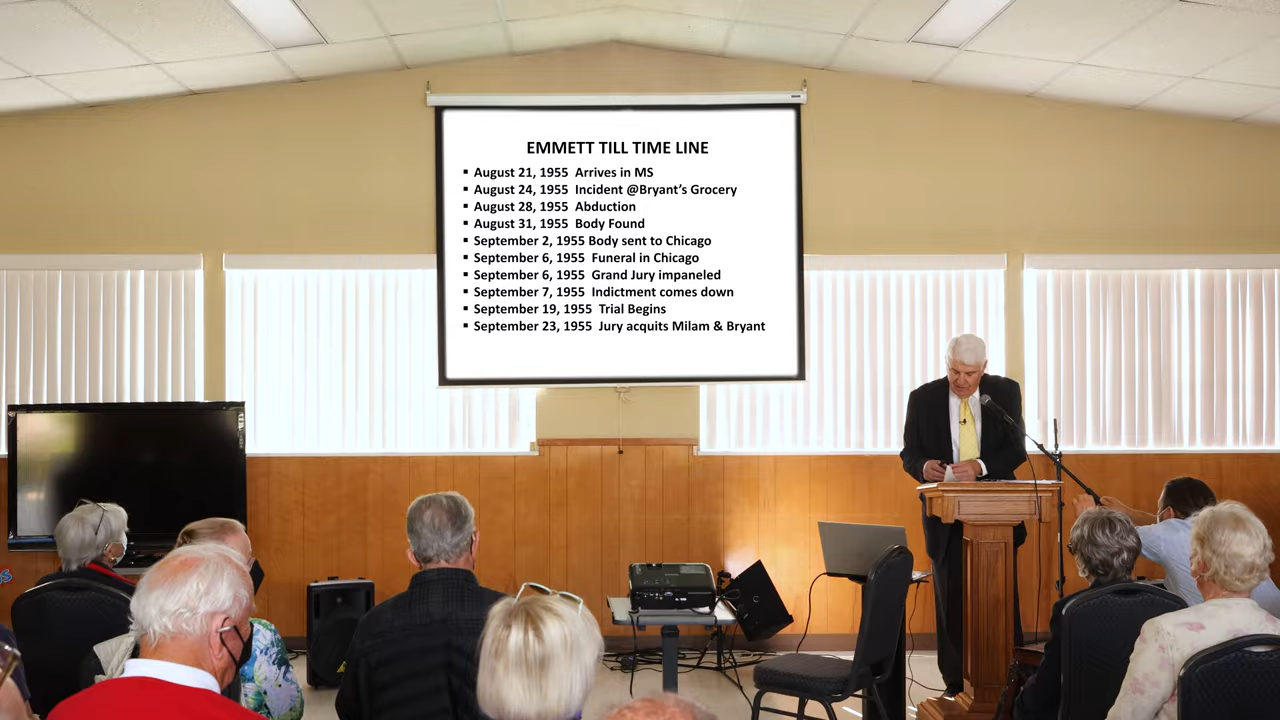 EMMETT TILL TIME LINE
▪ August 21, 1955 Arrives in MS
▪ August 24, 1955 Incident @Bryant’s Grocery
▪ August 28, 1955 Abduction
▪ August 31, 1955 Body Found
▪ September 2, 1955 Body sent to Chicago
▪ September 6, 1955 Funeral in Chicago
▪ September 6, 1955 Grand Jury impaneled
▪ September 7, 1955 Indictment comes down
▪ September 19, 1955 Trial Begins
▪ September 23, 1955 Jury acquits Milam & Bryant